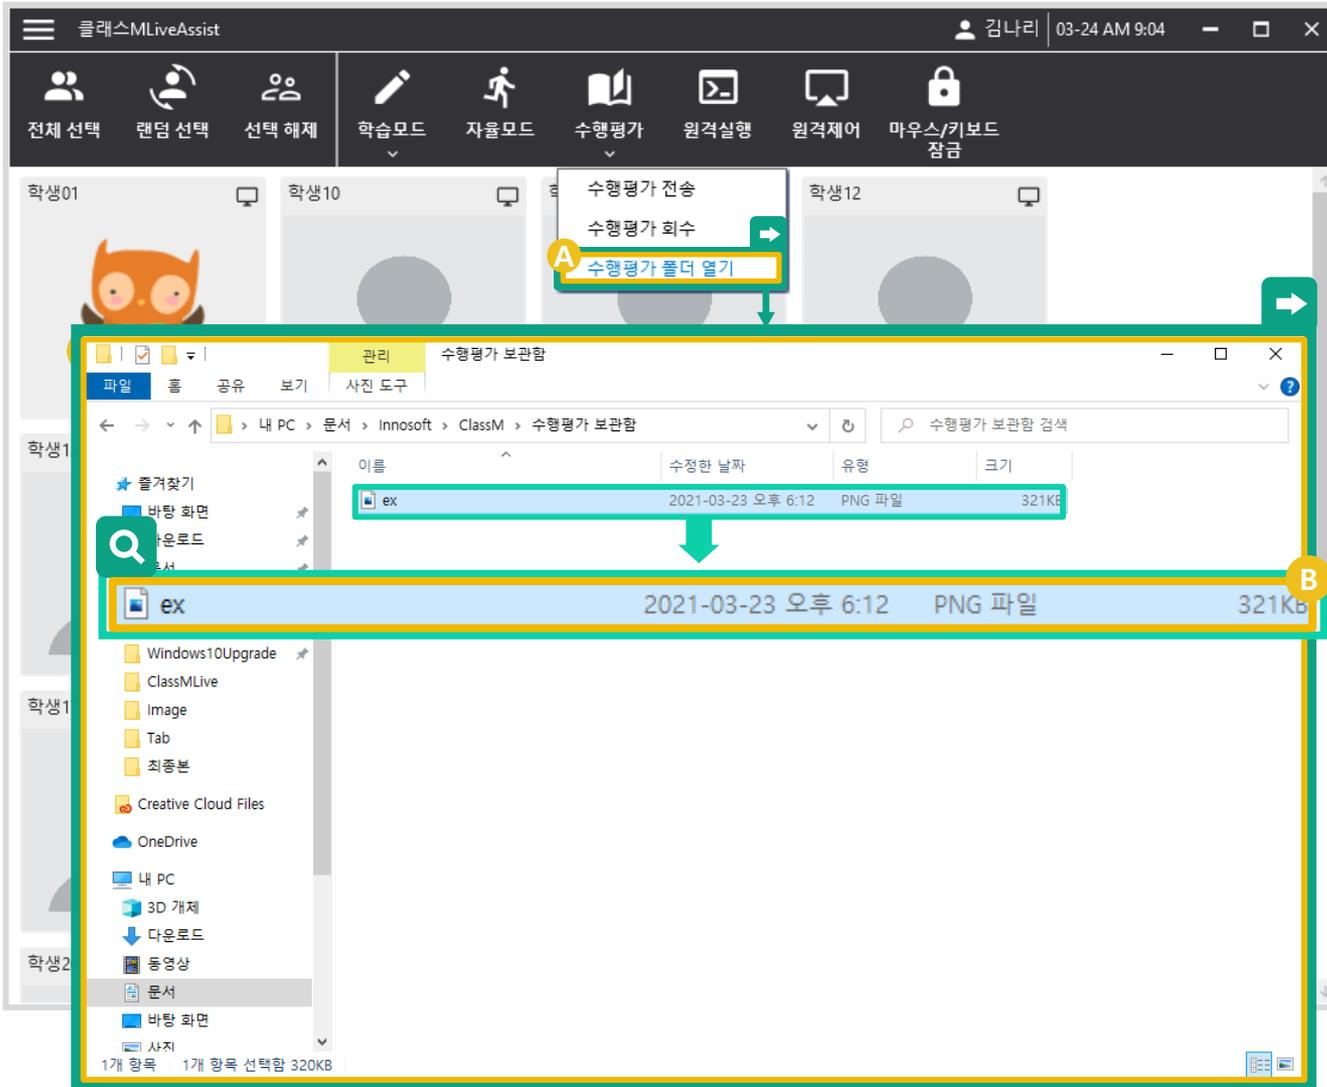 클래스MLiveAssist
김나리
03-24 AM 9:04
전체 선택
랜덤 선택
선택 해제
학습모드
자율모드
수행평가
원격실행
원격제어
마우스/키보드
잠금
학생01
학생10
학생12
수행평가 전송
수행평가 회수
A
수행평가 폴더 열기
관리
수행평가 보관함
파일
홈
공유
보기
사진 도구
?
내 PC › 문서 › Innosoft › ClassM › 수행평가 보관함
수행평가 보관함 검색
이름
수정한 날짜
유형
크기
ex
2021-03-23 오후 6:12
PNG 파일
321KB
즐겨찾기
바탕 화면
B
ex
2021-03-23 오후 6:12
PNG 파일
321KB
Windows10Upgrade
ClassMLive
Image
Tab
최종본
Creative Cloud Files
OneDrive
내 PC
3D 개체
다운로드
동영상
문서
바탕 화면
사진
1개 항목
1개 항목 선택함 320KB